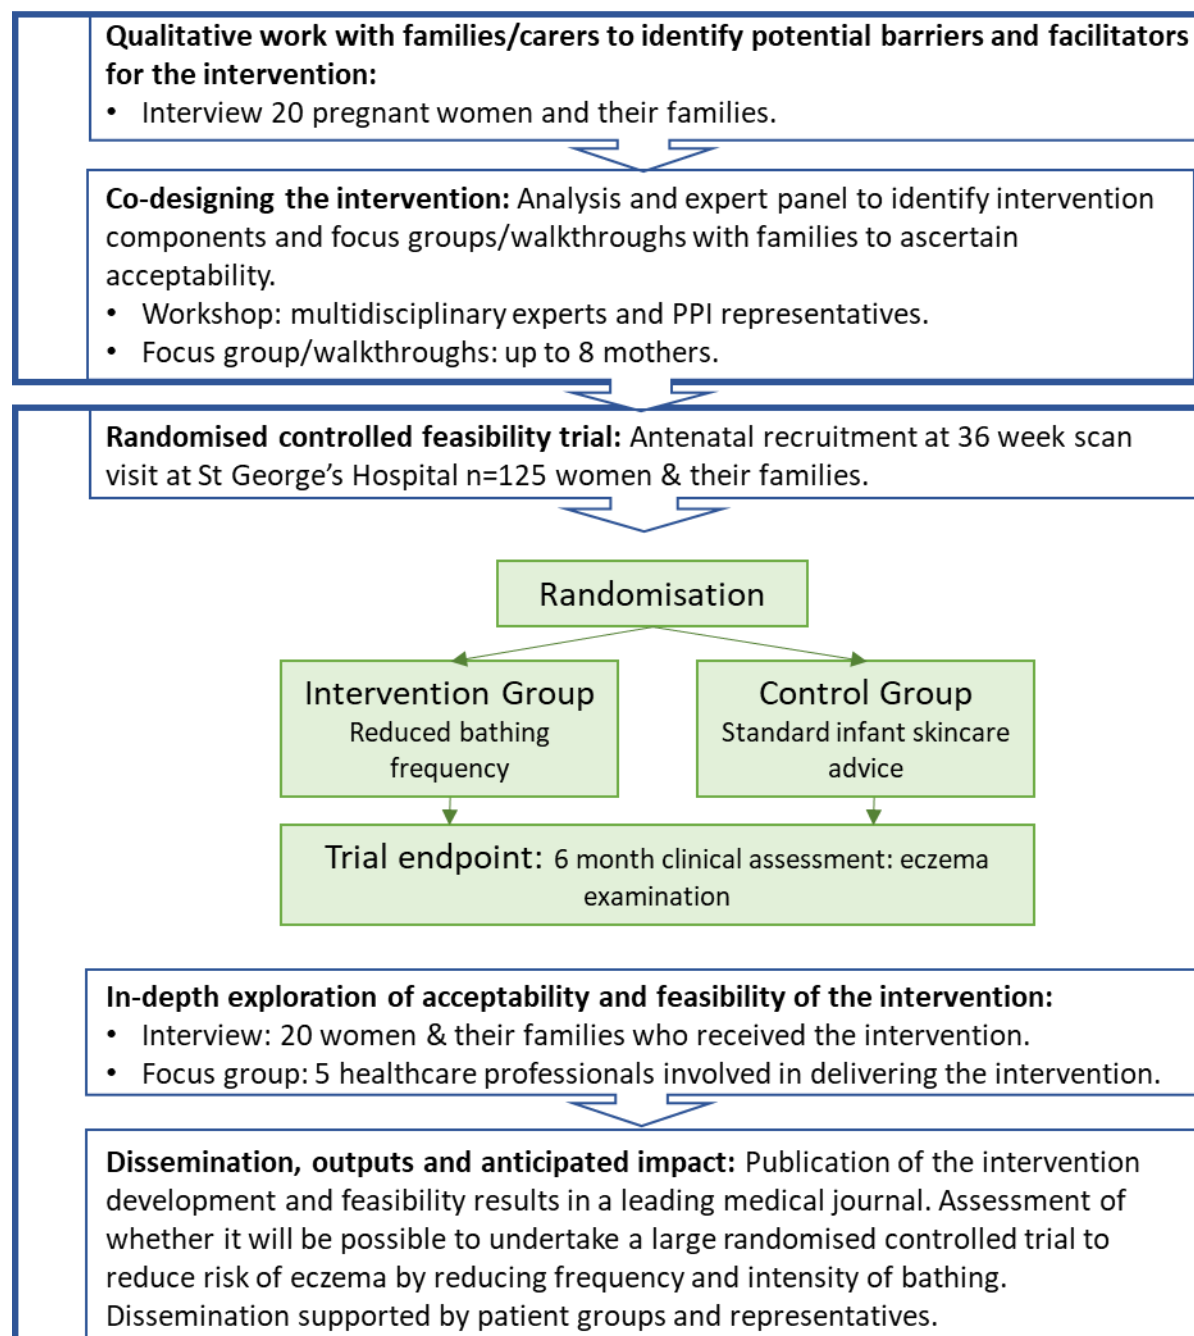 Qualitative work with families/carers to identify potential barriers and facilitators
for the intervention:
• Interview 20 pregnant women and their families.
Co-designing the intervention: Analysis and expert panel to identify intervention
components and focus groups/walkthroughs with families to ascertain
acceptability.
• Workshop: multidisciplinary experts and PPI representatives.
• Focus group/walkthroughs: up to 8 mothers.
Randomised controlled feasibility trial: Antenatal recruitment at 36 week scan
visit at St George's Hospital n=125 women & their families.
Randomisation
Intervention Group
Reduced bathing
frequency
Control Group
Standard infant skincare
advice
Trial endpoint: 6 month clinical assessment: eczema
examination
In-depth exploration of acceptability and feasibility of the intervention:
• Interview: 20 women & their families who received the intervention.
• Focus group: 5 healthcare professionals involved in delivering the intervention.
Dissemination, outputs and anticipated impact: Publication of the intervention
development and feasibility results in a leading medical journal. Assessment of
whether it will be possible to undertake a large randomised controlled trial to
reduce risk of eczema by reducing frequency and intensity of bathing.
Dissemination supported by patient groups and representatives.